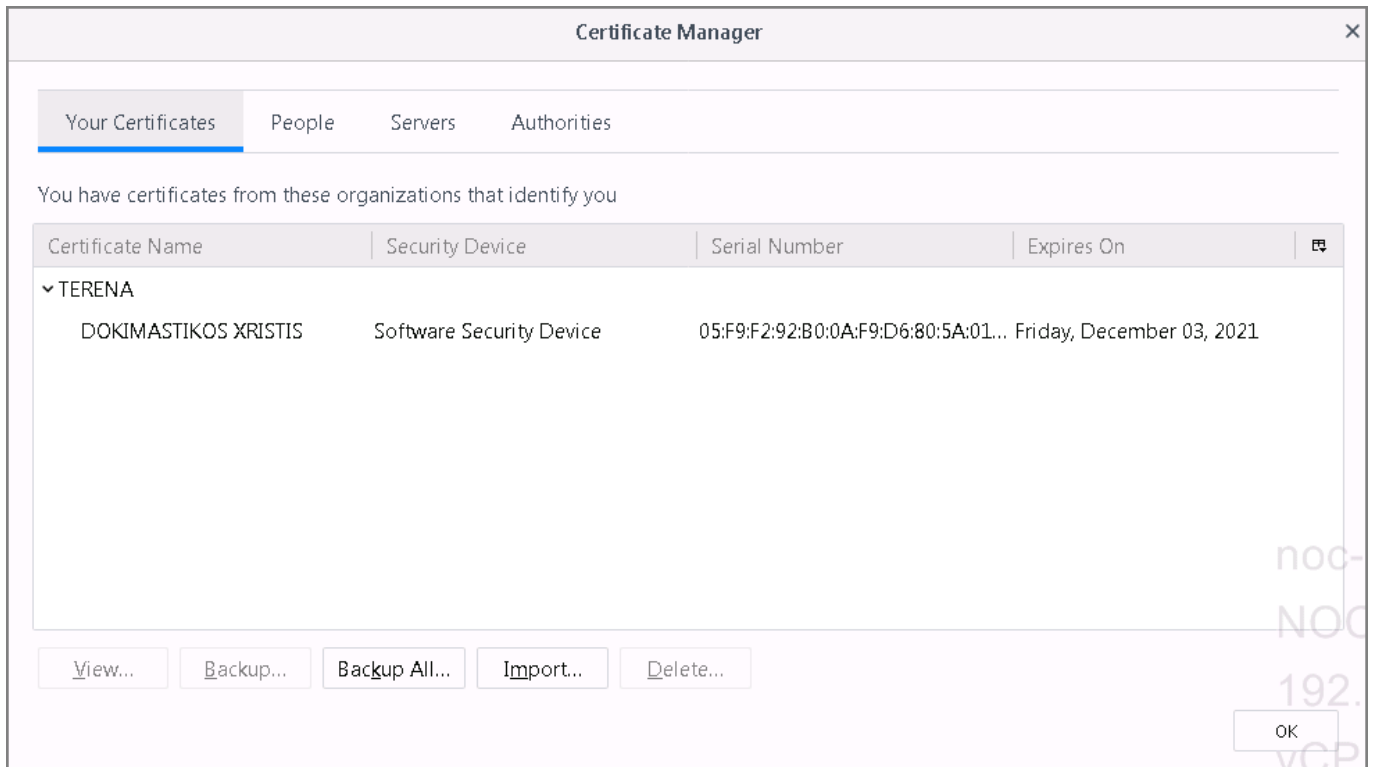 Certificate Manager
Your Certificates People Servers Authorities
You have certificates from these organizations that identify you
Certificate Name Security Device Serial Number Expires On
TERENA
DOKIMASTIKOS XRISTIS Software Security Device 05:F9:F2:92:B0:0A:F9:D6:80:5A:01... Friday, December 03, 2021
noc-
NOC
View... Backup... Backup All... Import... Delete...
192.
OK
vCP